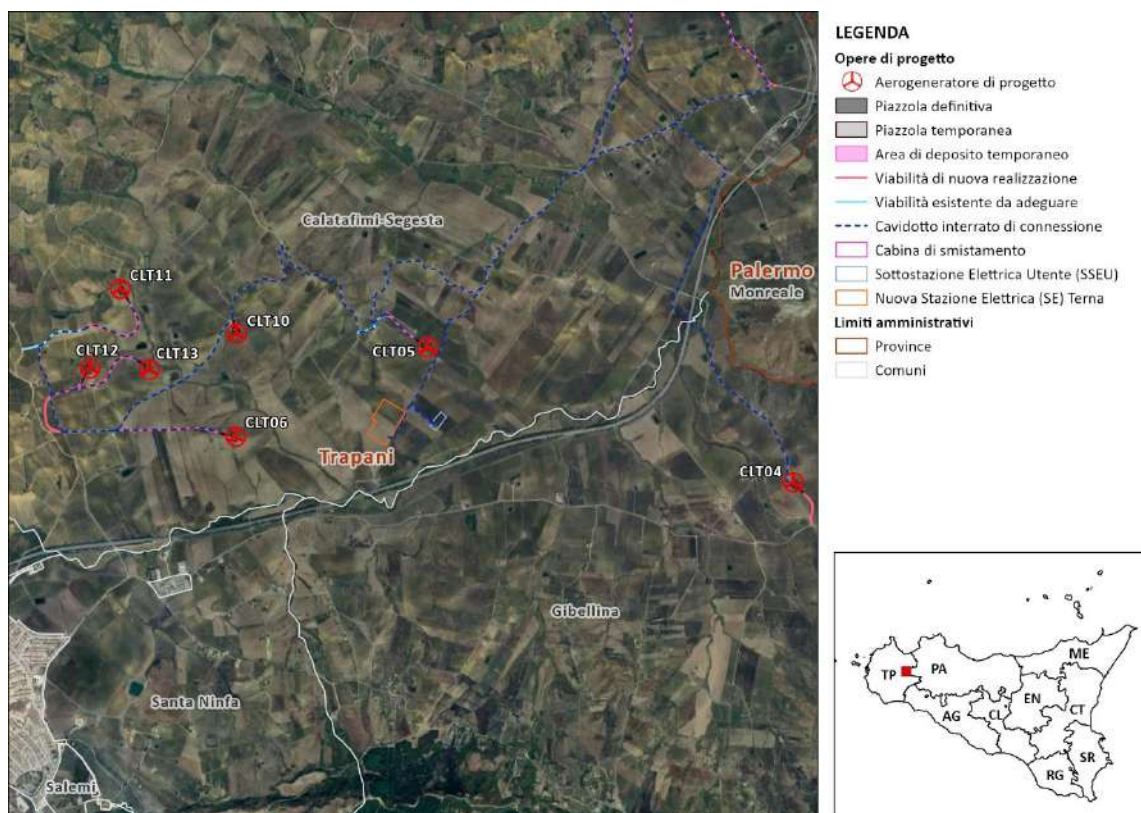 Calatafimi-Segesta
CLT11
CLT10
CLT12
CLT13
CLT05
CLT06
Palermo
Monreale
Trapani
CLT04
Gibellina
Santa Ninfa
Salemi
LEGENDA
Opere di progetto
Aerogeneratore di progetto
Piazzola definitiva
Piazzola temporanea
Area di deposito temporaneo
Viabilità di nuova realizzazione
Viabilità esistente da adeguare
Cavidotto interrato di connessione
Cabina di smistamento
Sottostazione Elettrica Utente (SSEU)
Nuova Stazione Elettrica (SE) Terna
Limiti amministrativi
Province
Comuni
ME
TP
PA
EN
CT
AG
CL
SR
RG